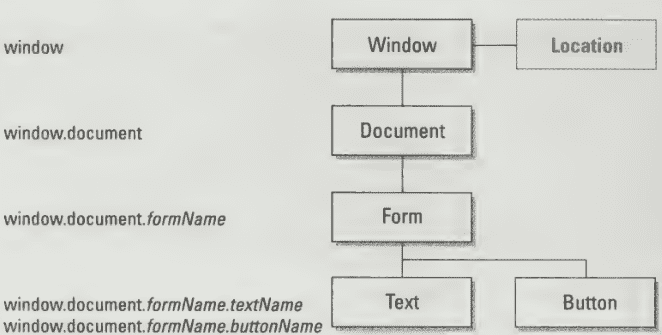 window
Window
Location
window.document
Document
window.document.formName
Form
window.document.formName.textName
window.document.formName.buttonName
Text
Button